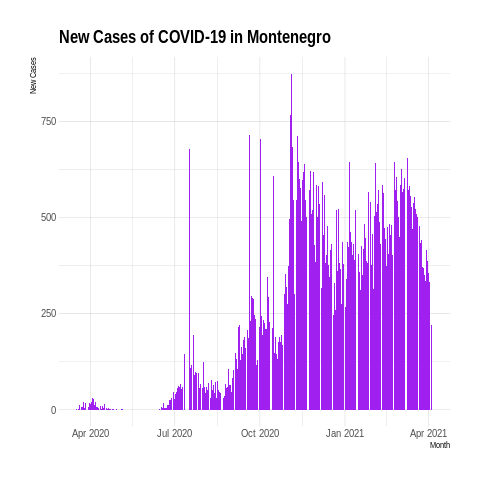 New Cases of COVID-19 in Montenegro
New Cases
750
500
250
0
Apr 2020
Jul 2020
Oct 2020
Jan 2021
Apr 2021
Month